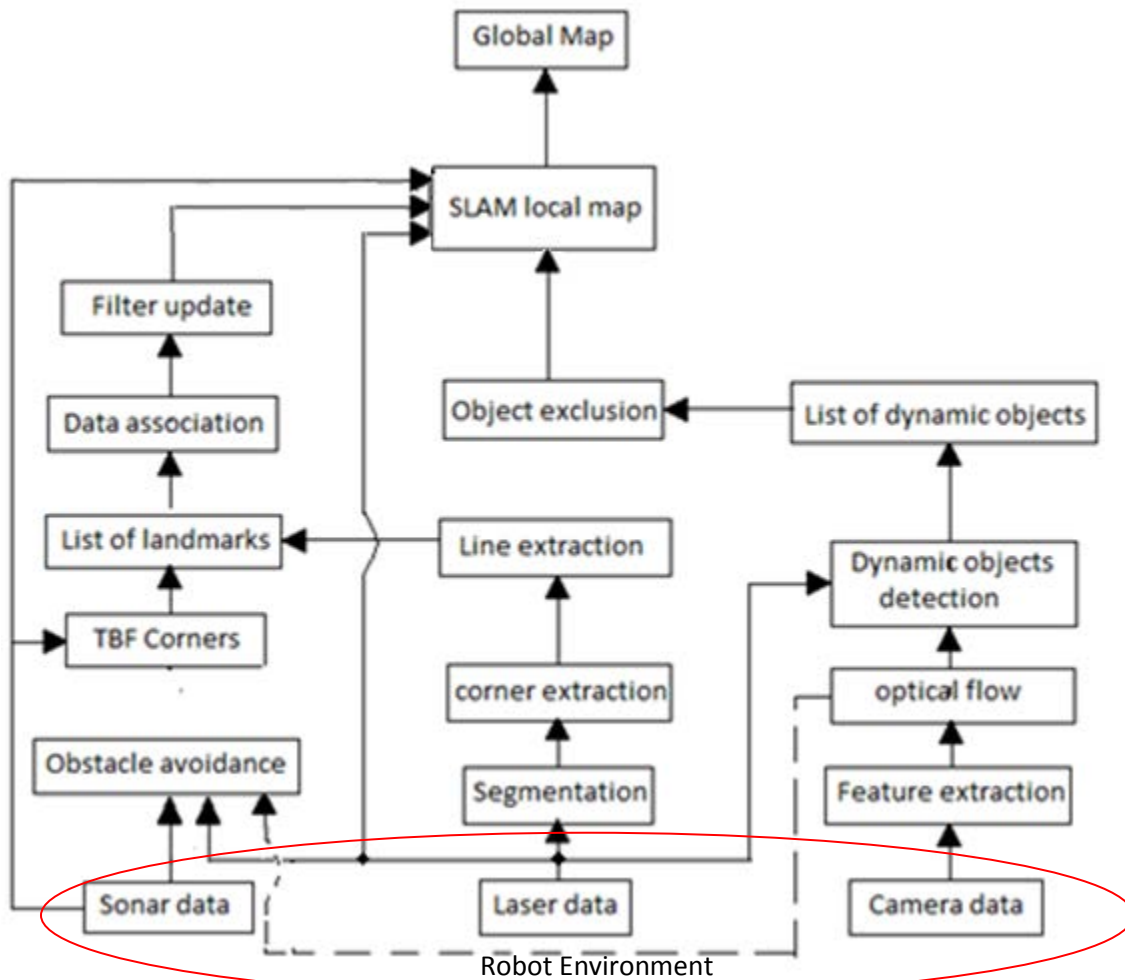 Global Map
SLAM local map
Filter update
Data association
Object exclusion
List of dynamic objects
List of landmarks
Line extraction
Dynamic objects
detection
TBF Corners
corner extraction
optical flow
Obstacle avoidance
Segmentation
Feature extraction
Sonar data
Laser data
Camera data
Robot Environment